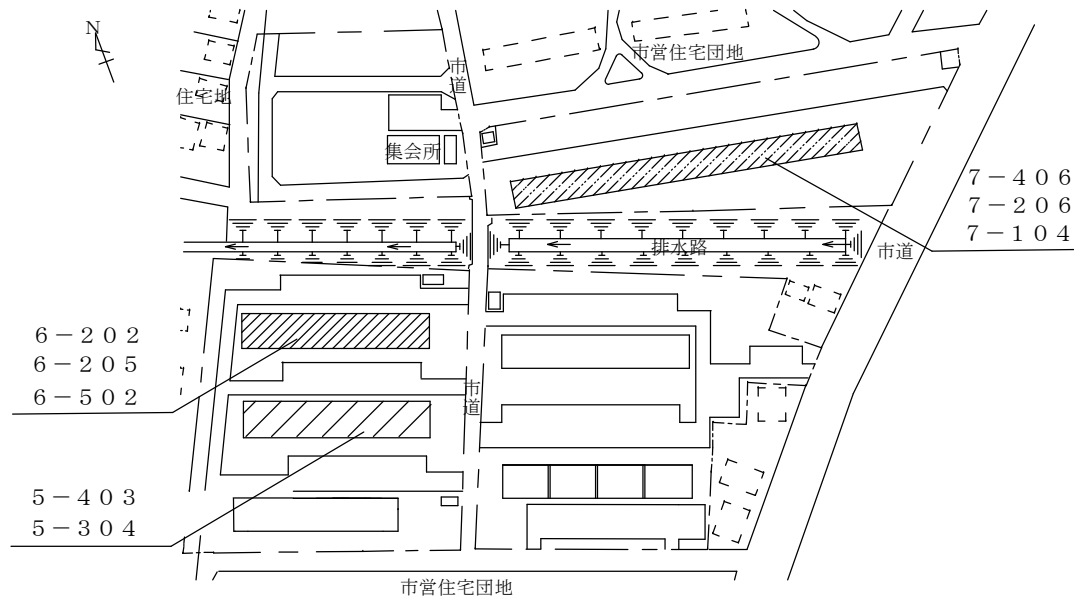 N
市営住宅団地
市道
住宅地
集会所
7－406
7－206
7－104
排水路
市道
6－202
6－205
6－502
市道
5－403
5－304
市営住宅団地